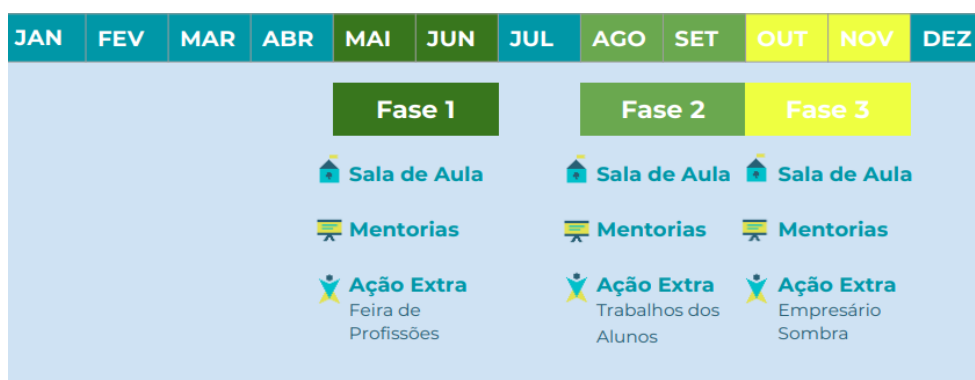 JAN FEV MAR ABR MAI JUN JUL AGO SET OUT NOV DEZ
Fase 1 Fase 2 Fase 3
Sala de Aula Sala de Aula Sala de Aula
Mentorias Mentorias Mentorias
Ação Extra Ação Extra Ação Extra
Feira de Trabalhos dos Empresário
Profissões Alunos Sombra